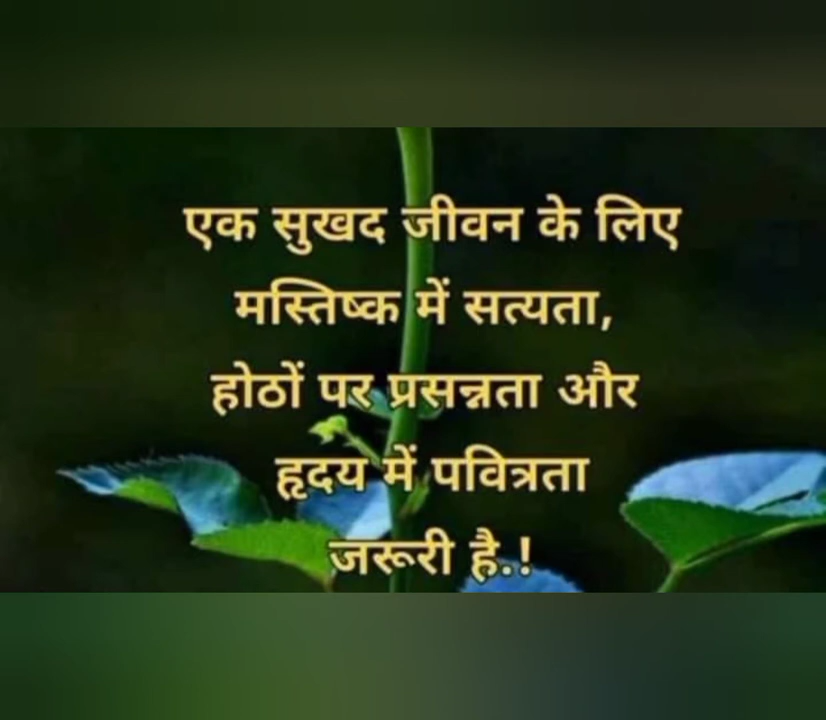 एक सुखद जीवन के लिए
मस्तिष्क में सत्यता,
होठों पर प्रसन्नता और
हृदय में पवित्रता
जरूरी है.!